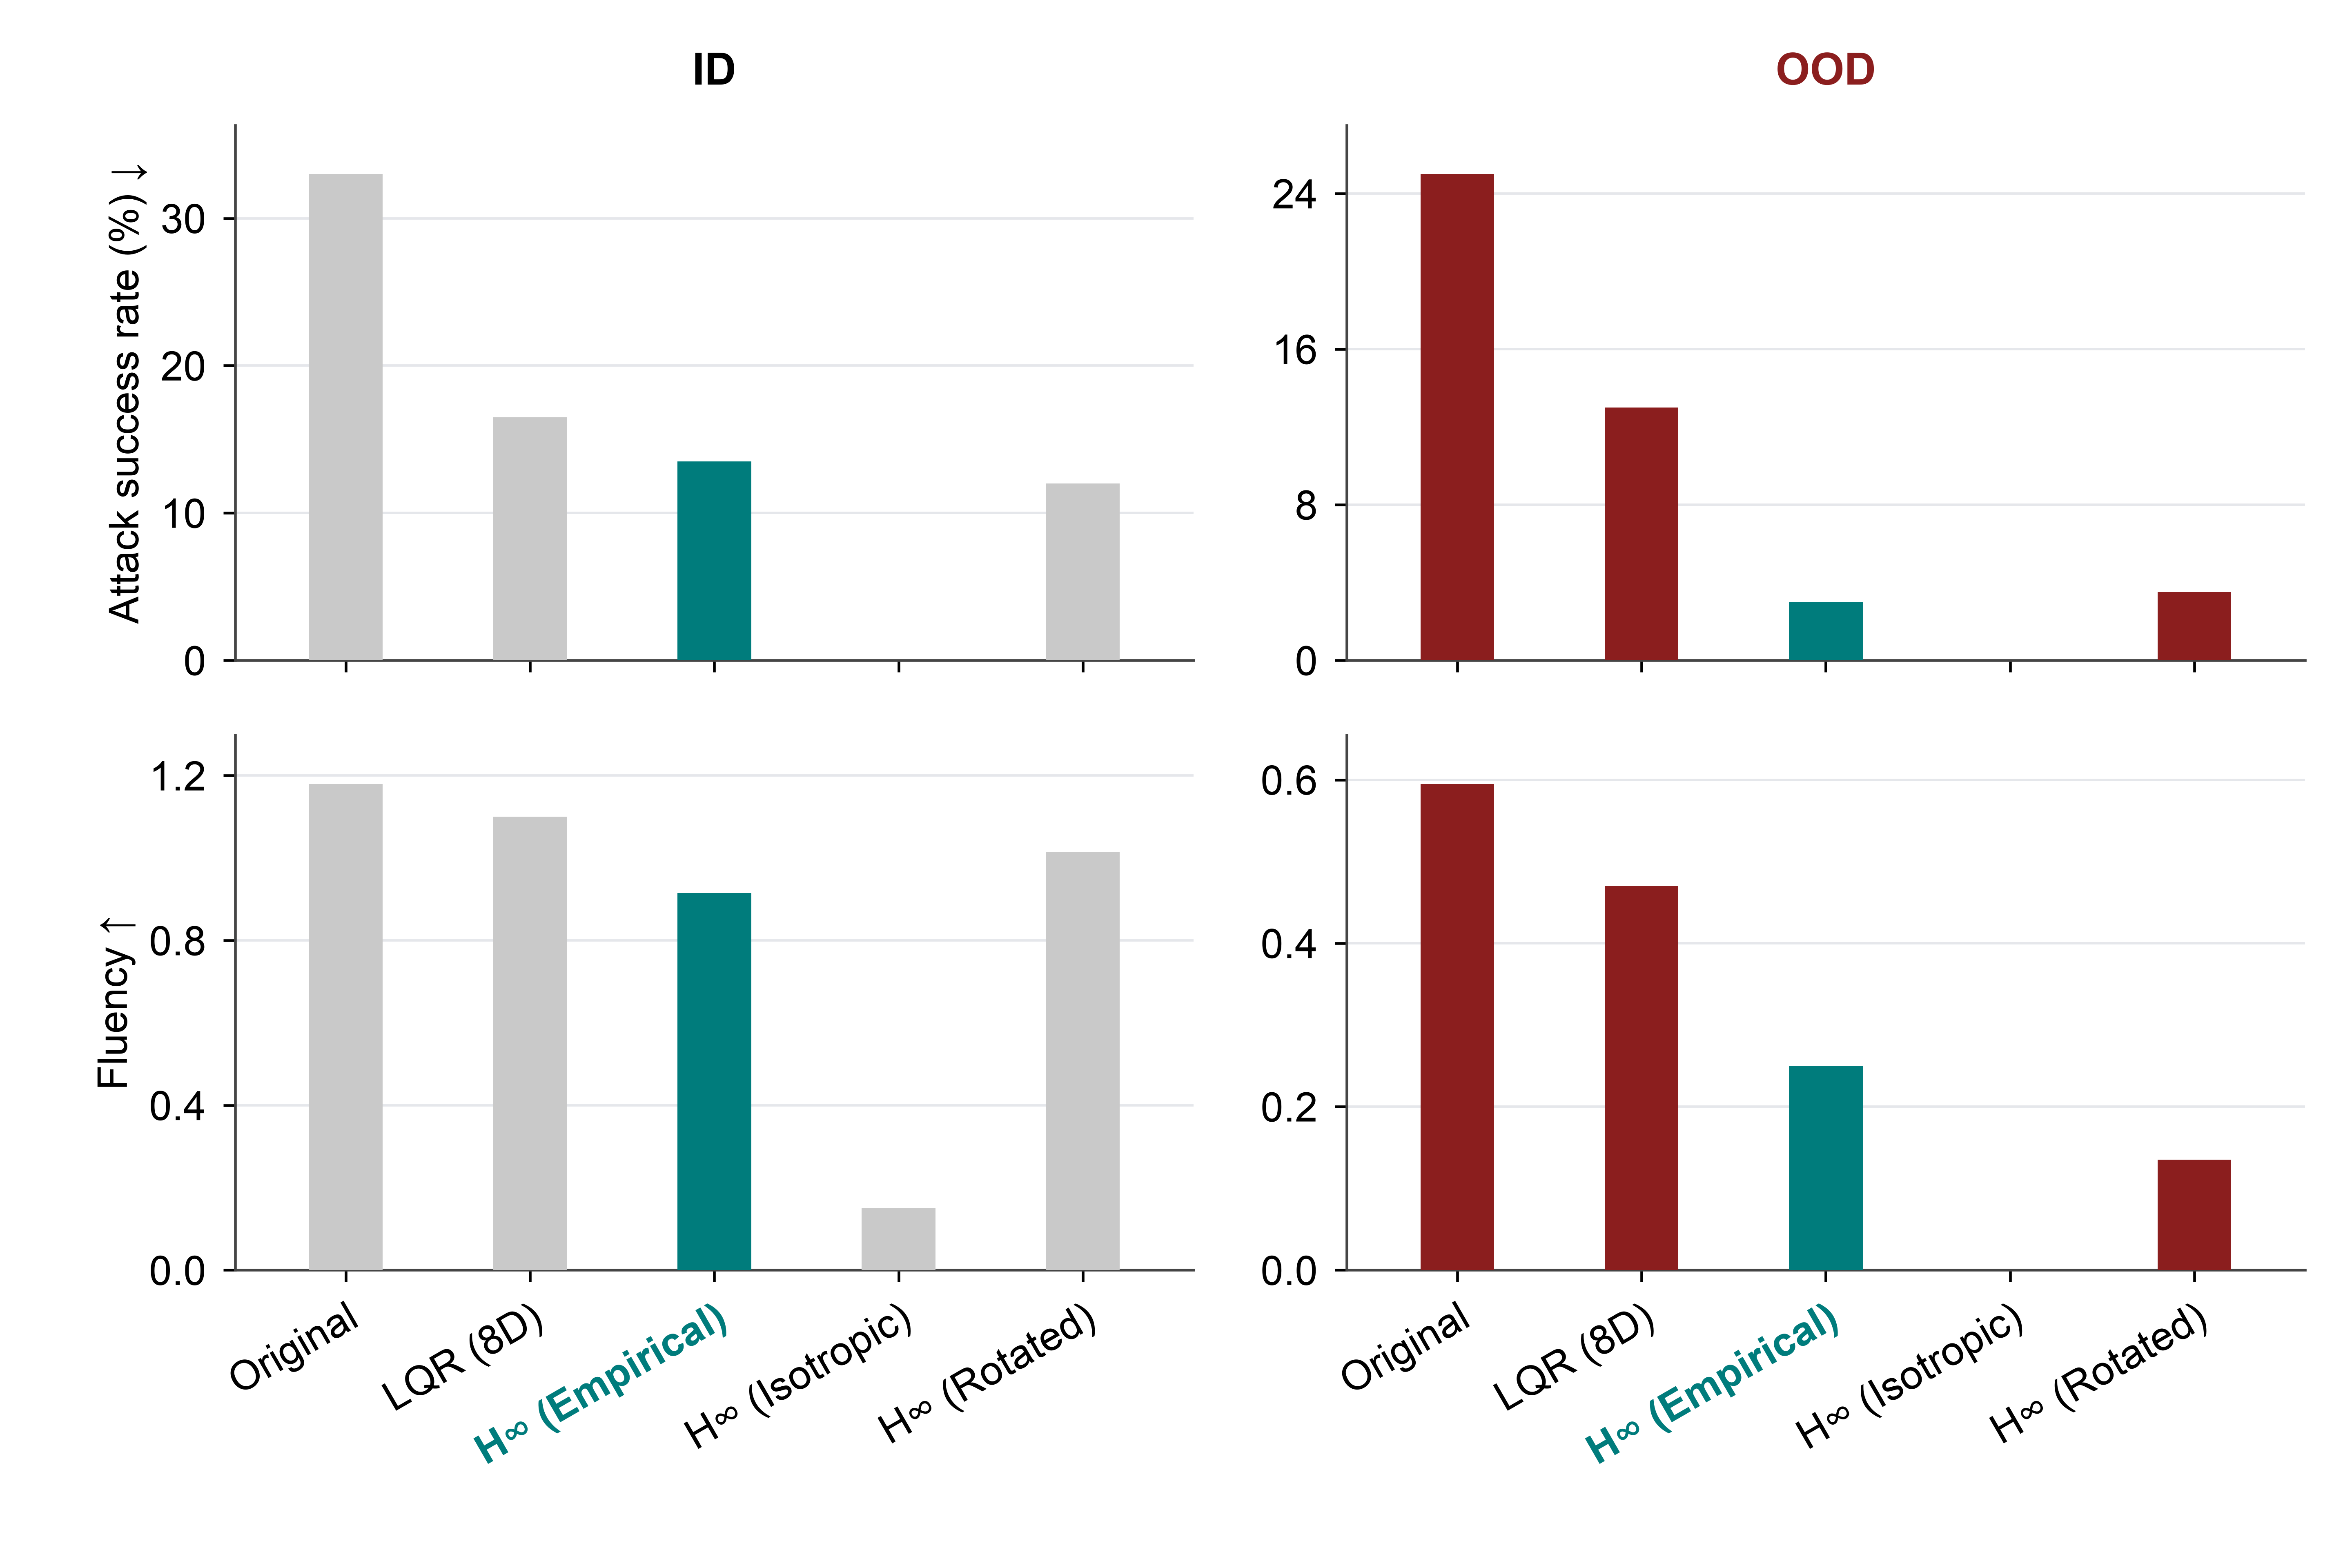 ID
OOD
Attack success rate (%) ↓
30
20
10
0
24
16
8
0
Fluency ↑
1.2
0.8
0.4
0.0
0.6
0.4
0.2
0.0
Original
LQR (8D)
H∞ (Empirical)
H∞ (Isotropic)
H∞ (Rotated)
Original
LQR (8D)
H∞ (Empirical)
H∞ (Isotropic)
H∞ (Rotated)